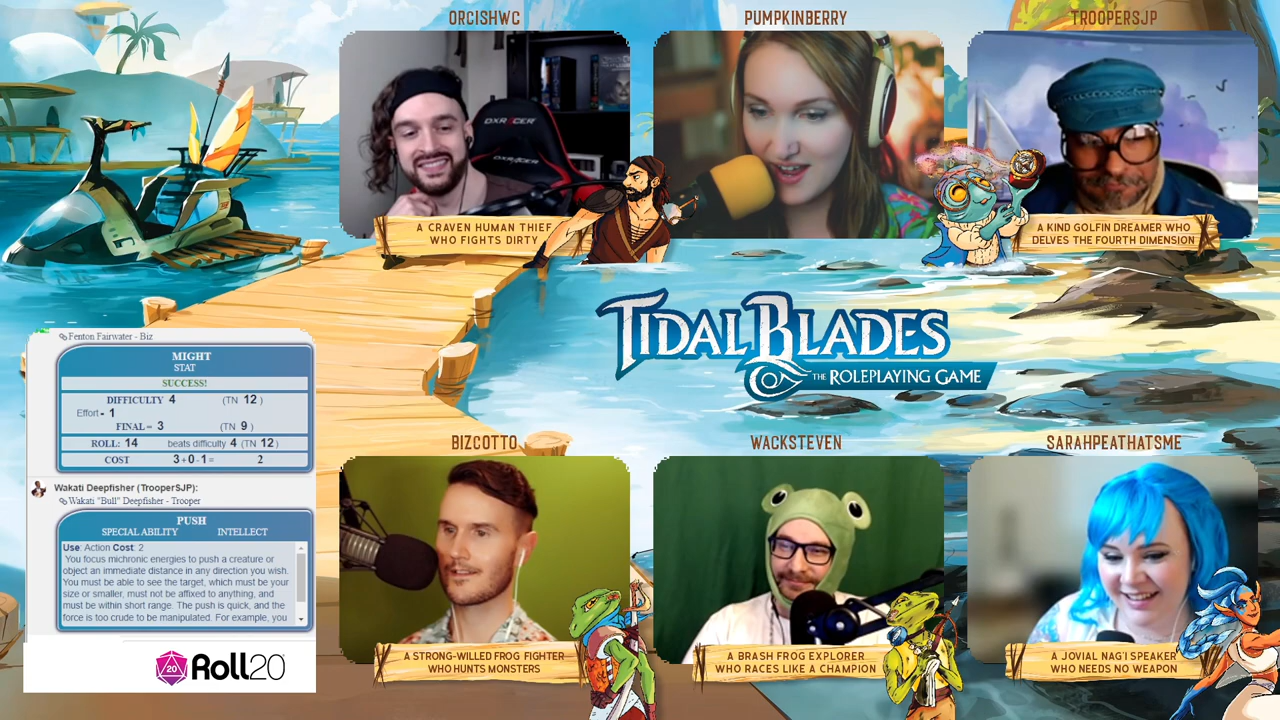 ORCISHWC
PUMPKINBERRY
TROOPERSJP
DXRACER
DXRACER
A CRAVEN HUMAN THIEF
WHO FIGHTS DIRTY
A KIND GOLFIN DREAMER WHO
DELVES THE FOURTH DIMENSION
TIDAL BLADES
THE ROLEPLAYING GAME
Fenton Fairwater - Biz
MIGHT
STAT
SUCCESS!
DIFFICULTY 4 (TN 12 )
Effort - 1
FINAL = 3 (TN 9 )
ROLL: 14 beats difficulty 4 (TN 12 )
COST 3 + 0 - 1 = 2
Wakati Deepfisher (TrooperSJP):
Wakati "Bull" Deepfisher - Trooper
PUSH
SPECIAL ABILITY INTELLECT
Use: Action Cost: 2
You focus michronic energies to push a creature or
object an immediate distance in any direction you wish.
You must be able to see the target, which must be your
size or smaller, must not be affixed to anything, and
must be within short range. The push is quick, and the
force is too crude to be manipulated. For example, you
20
Roll20
BIZCOTTO
WACKSTEVEN
SARAHPEATHATSME
A STRONG-WILLED FROG FIGHTER
WHO HUNTS MONSTERS
A BRASH FROG EXPLORER
WHO RACES LIKE A CHAMPION
A JOVIAL NAG'I SPEAKER
WHO NEEDS NO WEAPON